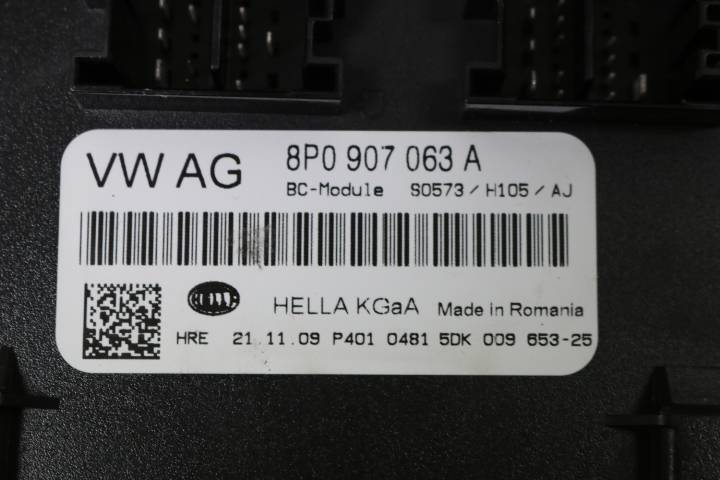 VW AG 8P0 907 063 A
BC-Module S0573 / H105 / AJ
HELLA
HELLA KGaA Made in Romania
HRE 21.11.09 P401 0481 5DK 009 653-25